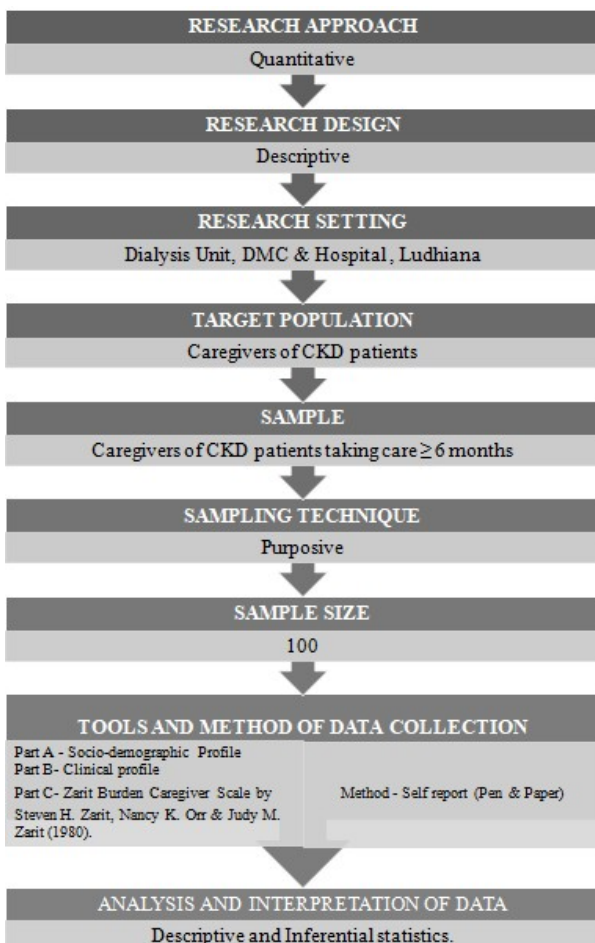 RESEARCH APPROACH
Quantitative
RESEARCH DESIGN
Descriptive
RESEARCH SETTING
Dialysis Unit, DMC & Hospital, Ludhiana
TARGET POPULATION
Caregivers of CKD patients
SAMPLE
Caregivers of CKD patients taking care ≥ 6 months
SAMPLING TECHNIQUE
Purposive
SAMPLE SIZE
100
TOOLS AND METHOD OF DATA COLLECTION
Part A - Socio-demographic Profile
Part B- Clinical profile
Part C- Zarit Burden Caregiver Scale by
Steven H. Zarit, Nancy K. Orr & Judy M.
Zarit (1980).
Method - Self report (Pen & Paper)
ANALYSIS AND INTERPRETATION OF DATA
Descriptive and Inferential statistics.